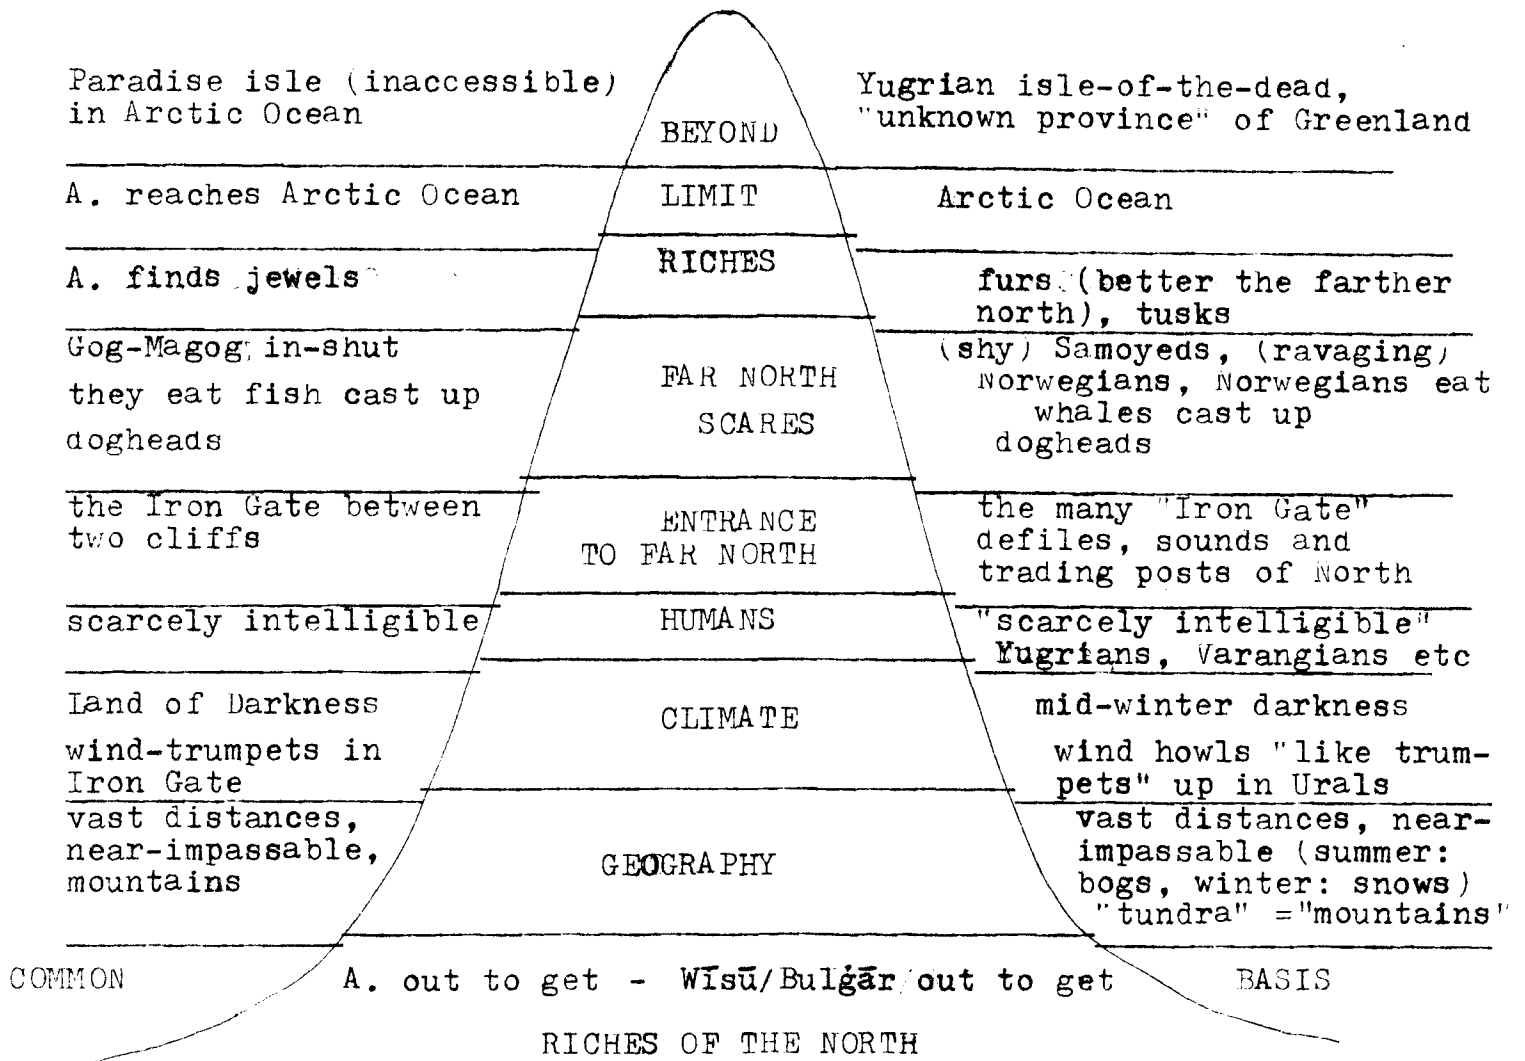 Paradise isle (inaccessible)
in Arctic Ocean
BEYOND
Yugrian isle-of-the-dead,
"unknown province" of Greenland
A. reaches Arctic Ocean
LIMIT
Arctic Ocean
A. finds jewels
RICHES
furs (better the farther
north), tusks
Gog-Magog; in-shut
they eat fish cast up
dogheads
FAR NORTH
SCARES
(shy) Samoyeds, (ravaging)
Norwegians, Norwegians eat
whales cast up
dogheads
the Iron Gate between
two cliffs
ENTRANCE
TO FAR NORTH
the many "Iron Gate"
defiles, sounds and
trading posts of North
scarcely intelligible
HUMANS
"scarcely intelligible"
Yugrians, Varangians etc
Land of Darkness
wind-trumpets in
Iron Gate
CLIMATE
mid-winter darkness
wind howls "like trum-
pets" up in Urals
vast distances,
near-impassable,
mountains
GEOGRAPHY
vast distances, near-
impassable (summer:
bogs, winter: snows)
"tundra" ="mountains"
COMMON
A. out to get - Wīsū/Bulġār out to get
BASIS
RICHES OF THE NORTH